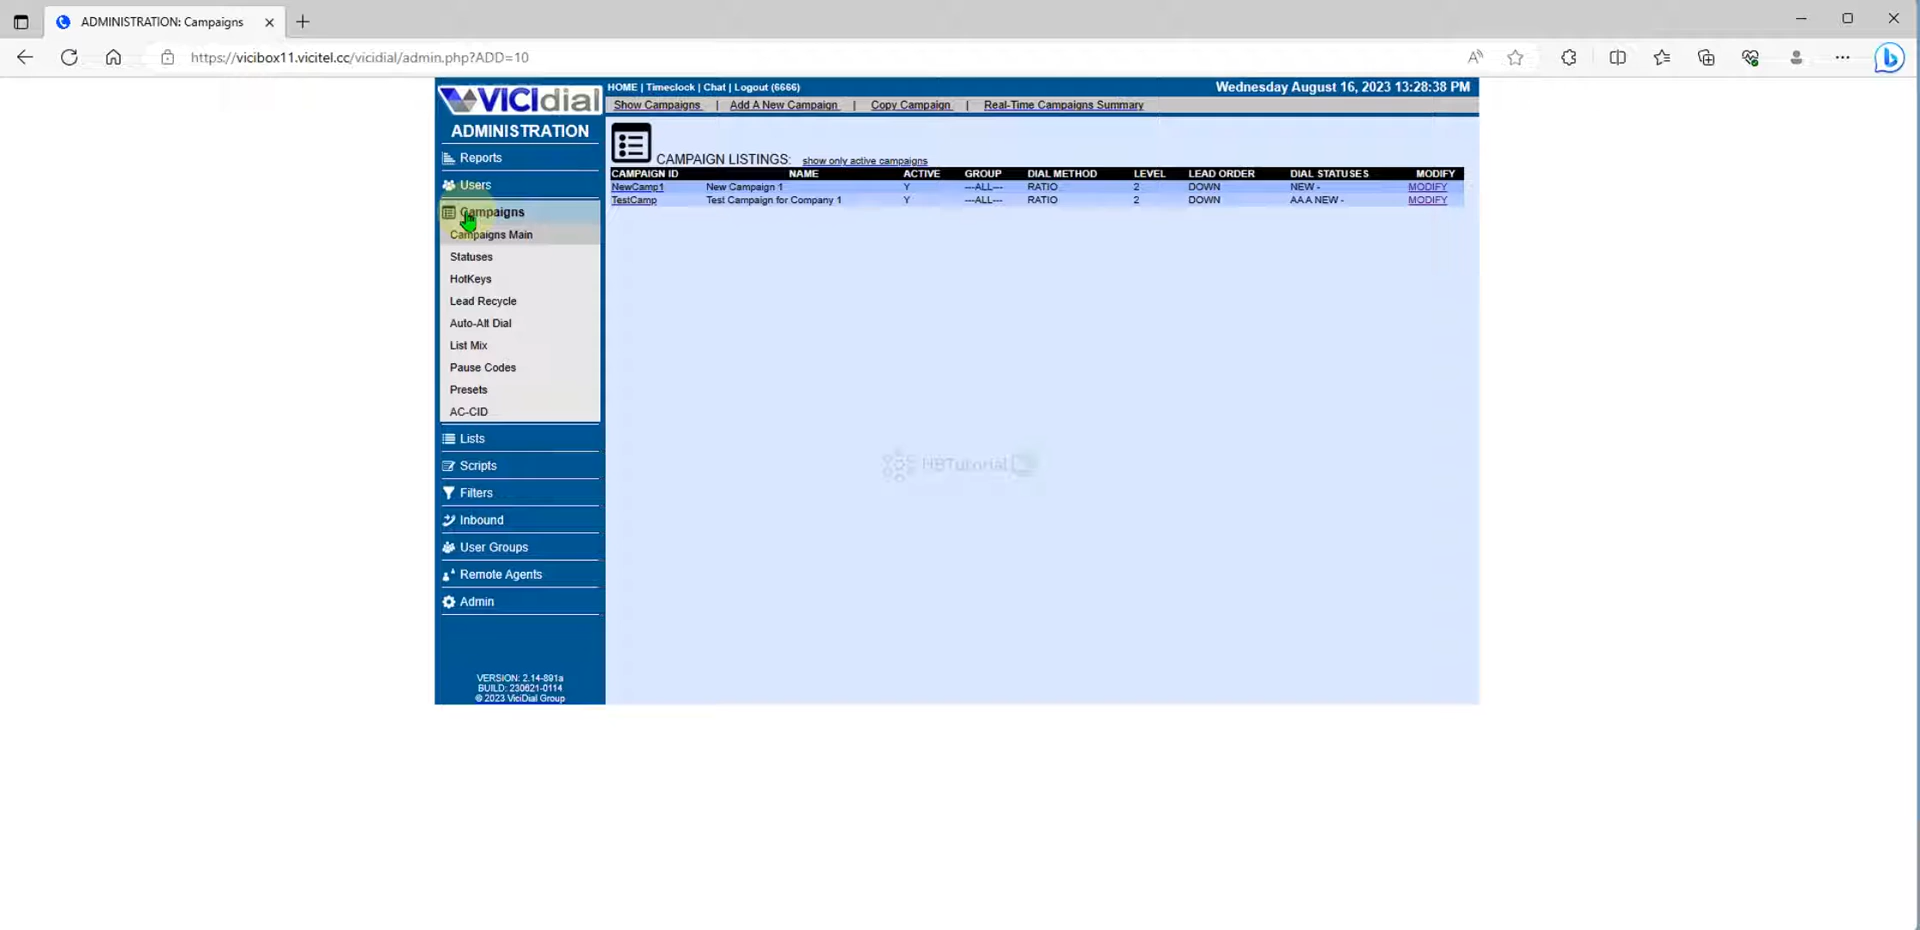 ADMINISTRATION: Campaigns
https://vicibox11.vicitel.cc/vicidial/admin.php?ADD=10
VICIdial
HOME | Timeclock | Chat | Logout (6666)
Wednesday August 16, 2023 13:28:38 PM
Show Campaigns | Add A New Campaign | Copy Campaign | Real-Time Campaigns Summary
ADMINISTRATION
Reports
Users
Campaigns
Campaigns Main
Statuses
HotKeys
Lead Recycle
Auto-Alt Dial
List Mix
Pause Codes
Presets
AC-CID
Lists
Scripts
Filters
Inbound
User Groups
Remote Agents
Admin
VERSION: 2.14-891a
BUILD: 230621-0114
© 2023 ViciDial Group
CAMPAIGN LISTINGS: show only active campaigns
CAMPAIGN ID NAME ACTIVE GROUP DIAL METHOD LEVEL LEAD ORDER DIAL STATUSES MODIFY
NewCamp1 New Campaign 1 Y ---ALL--- RATIO 2 DOWN NEW - MODIFY
TestCamp Test Campaign for Company 1 Y ---ALL--- RATIO 2 DOWN AA A NEW - MODIFY
HBTutorial